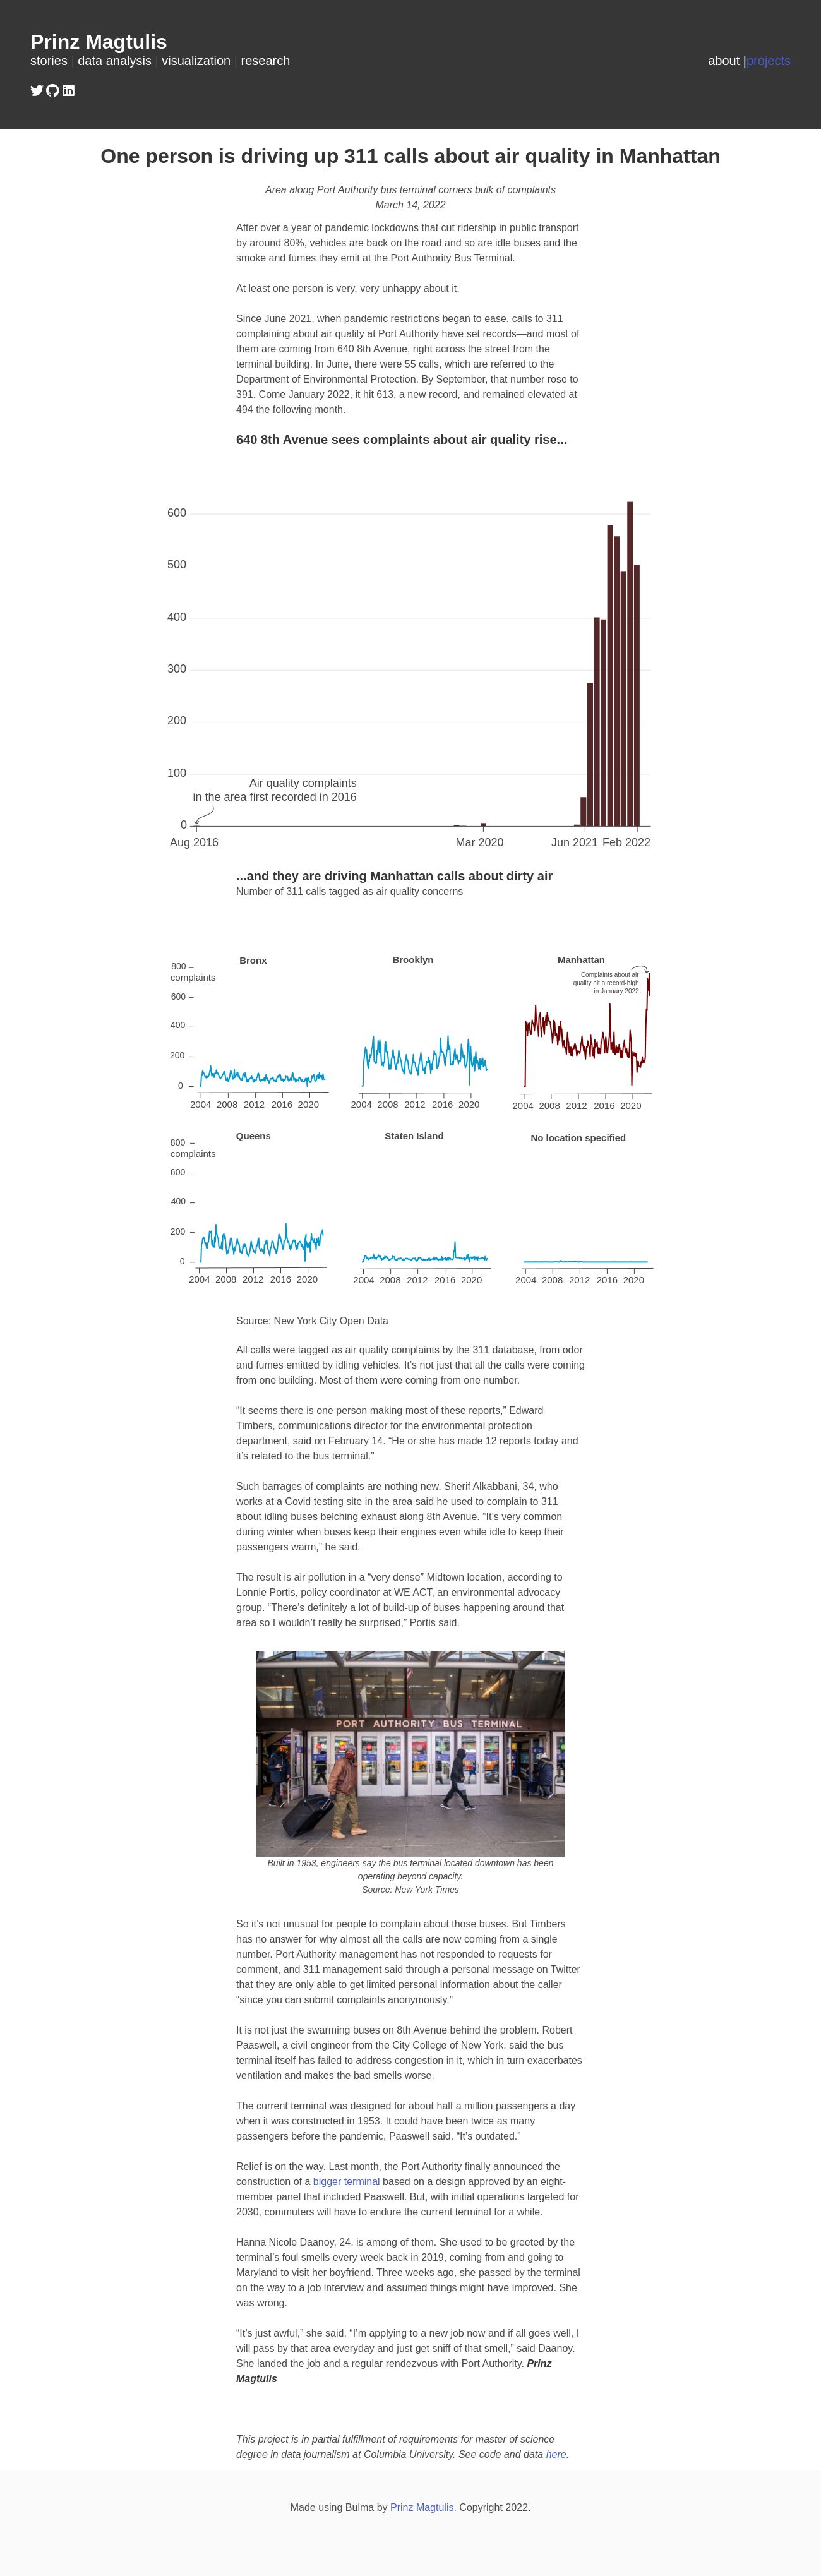 Prinz Magtulis
stories | data analysis | visualization | research
about |projects
One person is driving up 311 calls about air quality in Manhattan
Area along Port Authority bus terminal corners bulk of complaints
March 14, 2022
After over a year of pandemic lockdowns that cut ridership in public transport
by around 80%, vehicles are back on the road and so are idle buses and the
smoke and fumes they emit at the Port Authority Bus Terminal.
At least one person is very, very unhappy about it.
Since June 2021, when pandemic restrictions began to ease, calls to 311
complaining about air quality at Port Authority have set records—and most of
them are coming from 640 8th Avenue, right across the street from the
terminal building. In June, there were 55 calls, which are referred to the
Department of Environmental Protection. By September, that number rose to
391. Come January 2022, it hit 613, a new record, and remained elevated at
494 the following month.
640 8th Avenue sees complaints about air quality rise...
600
500
400
300
200
100
Air quality complaints
in the area first recorded in 2016
0
Aug 2016 Mar 2020 Jun 2021 Feb 2022
...and they are driving Manhattan calls about dirty air
Number of 311 calls tagged as air quality concerns
Bronx Brooklyn Manhattan
800 –
complaints
600 –
400 –
200 –
0 –
Complaints about air
quality hit a record-high
in January 2022
2004 2008 2012 2016 2020 2004 2008 2012 2016 2020 2004 2008 2012 2016 2020
Queens Staten Island No location specified
800 –
complaints
600 –
400 –
200 –
0 –
2004 2008 2012 2016 2020 2004 2008 2012 2016 2020 2004 2008 2012 2016 2020
Source: New York City Open Data
All calls were tagged as air quality complaints by the 311 database, from odor
and fumes emitted by idling vehicles. It’s not just that all the calls were coming
from one building. Most of them were coming from one number.
“It seems there is one person making most of these reports,” Edward
Timbers, communications director for the environmental protection
department, said on February 14. “He or she has made 12 reports today and
it’s related to the bus terminal.”
Such barrages of complaints are nothing new. Sherif Alkabbani, 34, who
works at a Covid testing site in the area said he used to complain to 311
about idling buses belching exhaust along 8th Avenue. “It’s very common
during winter when buses keep their engines even while idle to keep their
passengers warm,” he said.
The result is air pollution in a “very dense” Midtown location, according to
Lonnie Portis, policy coordinator at WE ACT, an environmental advocacy
group. “There’s definitely a lot of build-up of buses happening around that
area so I wouldn’t really be surprised,” Portis said.
PORT AUTHORITY BUS TERMINAL
Built in 1953, engineers say the bus terminal located downtown has been
operating beyond capacity.
Source: New York Times
So it’s not unusual for people to complain about those buses. But Timbers
has no answer for why almost all the calls are now coming from a single
number. Port Authority management has not responded to requests for
comment, and 311 management said through a personal message on Twitter
that they are only able to get limited personal information about the caller
“since you can submit complaints anonymously.”
It is not just the swarming buses on 8th Avenue behind the problem. Robert
Paaswell, a civil engineer from the City College of New York, said the bus
terminal itself has failed to address congestion in it, which in turn exacerbates
ventilation and makes the bad smells worse.
The current terminal was designed for about half a million passengers a day
when it was constructed in 1953. It could have been twice as many
passengers before the pandemic, Paaswell said. “It’s outdated.”
Relief is on the way. Last month, the Port Authority finally announced the
construction of a bigger terminal based on a design approved by an eight-
member panel that included Paaswell. But, with initial operations targeted for
2030, commuters will have to endure the current terminal for a while.
Hanna Nicole Daanoy, 24, is among of them. She used to be greeted by the
terminal’s foul smells every week back in 2019, coming from and going to
Maryland to visit her boyfriend. Three weeks ago, she passed by the terminal
on the way to a job interview and assumed things might have improved. She
was wrong.
“It’s just awful,” she said. “I’m applying to a new job now and if all goes well, I
will pass by that area everyday and just get sniff of that smell,” said Daanoy.
She landed the job and a regular rendezvous with Port Authority. Prinz
Magtulis
This project is in partial fulfillment of requirements for master of science
degree in data journalism at Columbia University. See code and data here.
Made using Bulma by Prinz Magtulis. Copyright 2022.